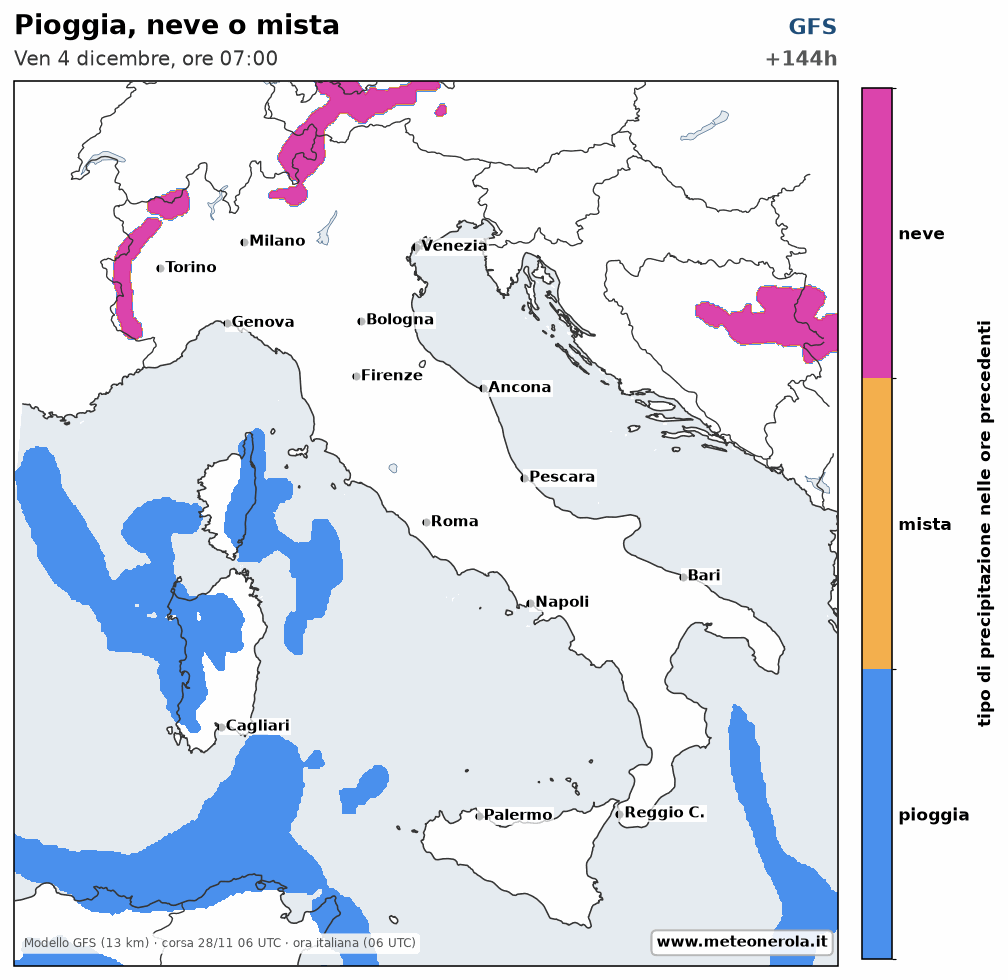 Pioggia, neve o mista
GFS
Ven 4 dicembre, ore 07:00
+144h
neve
Milano
Venezia
Torino
Genova
Bologna
Firenze
Ancona
Pescara
Roma
mista
Bari
Napoli
Cagliari
Palermo
Reggio C.
pioggia
tipo di precipitazione nelle ore precedenti
Modello GFS (13 km) · corsa 28/11 06 UTC · ora italiana (06 UTC)
www.meteonerola.it